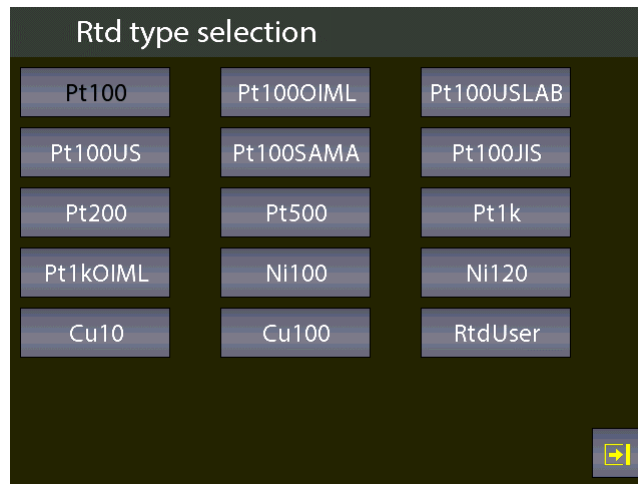 Rtd type selection
Pt100 Pt100OIML Pt100USLAB
Pt100US Pt100SAMA Pt100JIS
Pt200 Pt500 Pt1k
Pt1kOIML Ni100 Ni120
Cu10 Cu100 RtdUser